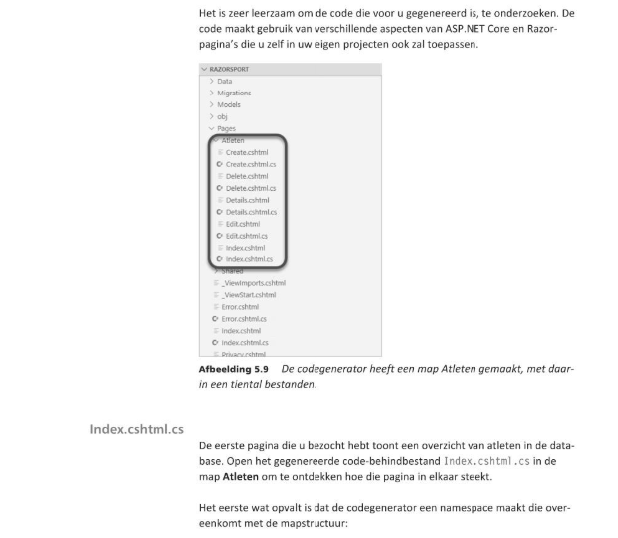 Het is zeer leerzaam om de code die voor u gegenereerd is, te onderzoeken. De
code maakt gebruik van verschillende aspecten van ASP.NET Core en Razor-
pagina's die u zelf in uw eigen projecten ook zal toepassen.
RAZORSPORT
Data
Migrations
Models
obj
Pages
Atleten
Create.cshtml
Create.cshtml.cs
Delete.cshtml
Delete.cshtml.cs
Details.cshtml
Details.cshtml.cs
Edit.cshtml
Edit.cshtml.cs
Index.cshtml
Index.cshtml.cs
Shared
_ViewImports.cshtml
_ViewStart.cshtml
Error.cshtml
Error.cshtml.cs
Index.cshtml
Index.cshtml.cs
Privacy.cshtml
Afbeelding 5.9 De codegenerator heeft een map Atleten gemaakt, met daar-
in een tiental bestanden.
Index.cshtml.cs
De eerste pagina die u bezocht hebt toont een overzicht van atleten in de data-
base. Open het gegenereerde code-behindbestand Index.cshtml.cs in de
map Atleten om te ontdekken hoe die pagina in elkaar steekt.
Het eerste wat opvalt is dat de codegenerator een namespace maakt die over-
eenkomt met de mapstructuur: